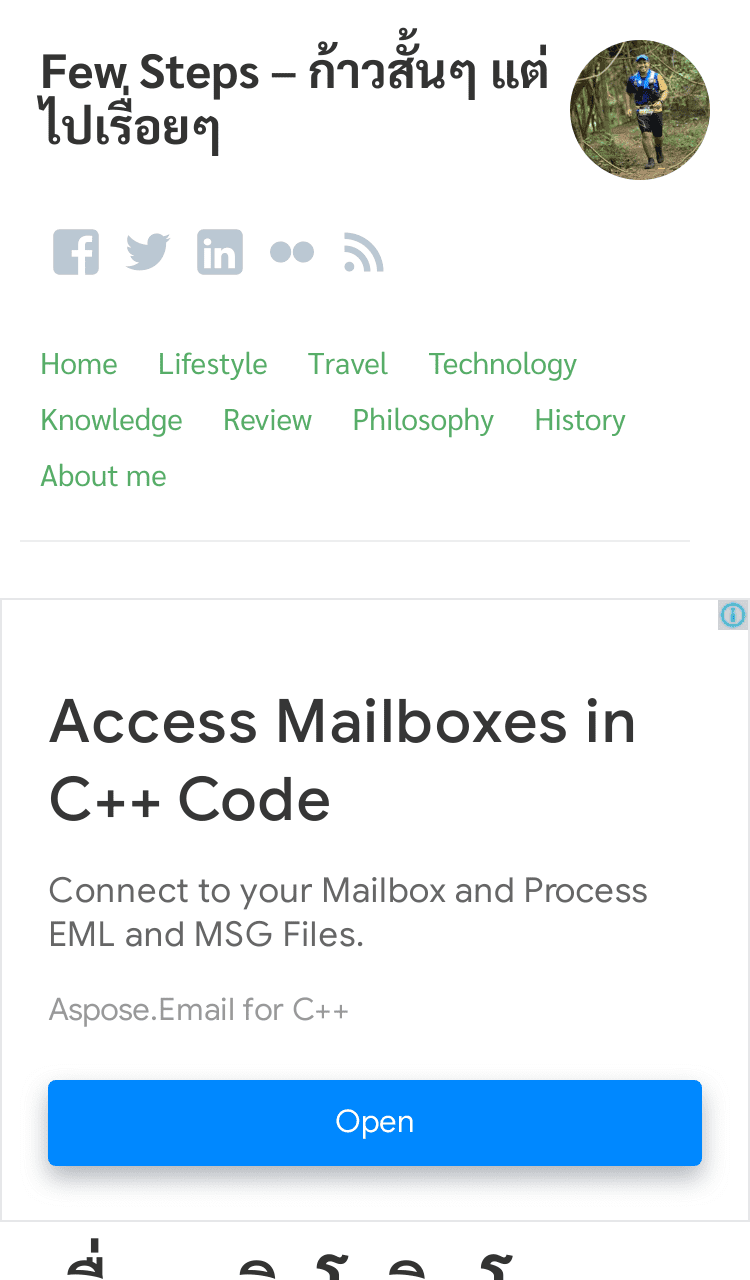 Few Steps – ก้าวสั้นๆ แต่
ไปเรื่อยๆ
Home Lifestyle Travel Technology
Knowledge Review Philosophy History
About me
Access Mailboxes in
C++ Code
Connect to your Mailbox and Process
EML and MSG Files.
Aspose.Email for C++
Open